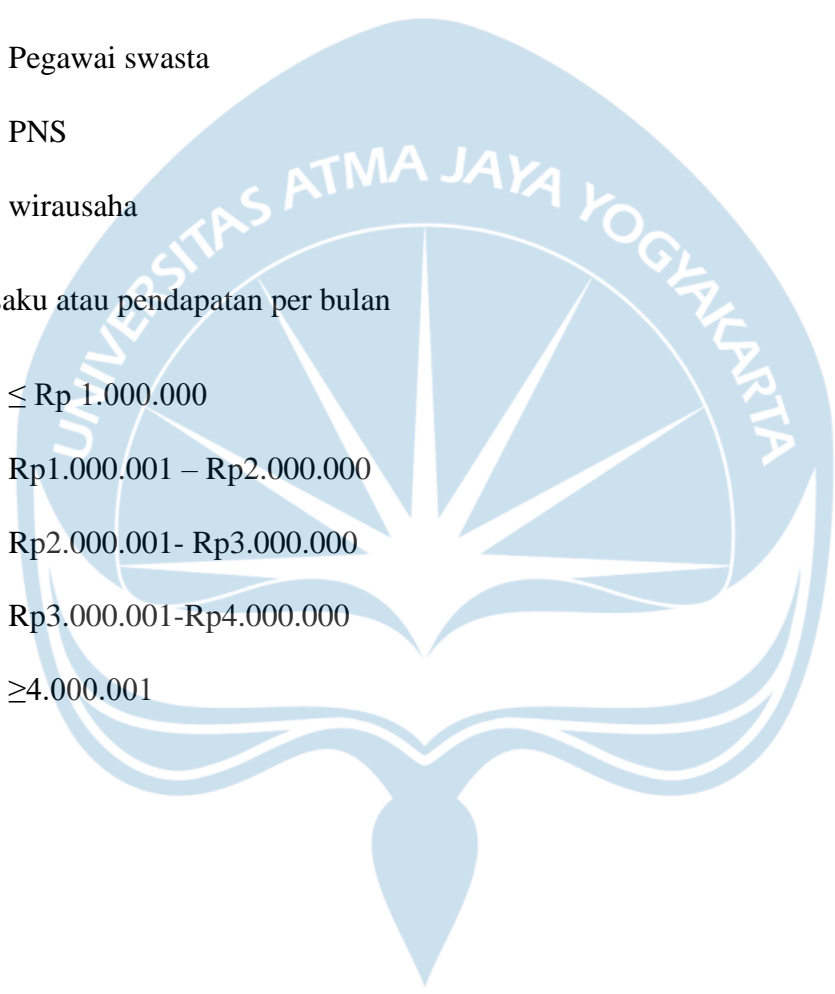 Pegawai swasta
PNS
UNIVERSITAS ATMA JAYA YOGYAKARTA
wirausaha
saku atau pendapatan per bulan
≤ Rp 1.000.000
Rp1.000.001 – Rp2.000.000
Rp2.000.001- Rp3.000.000
Rp3.000.001-Rp4.000.000
≥4.000.001